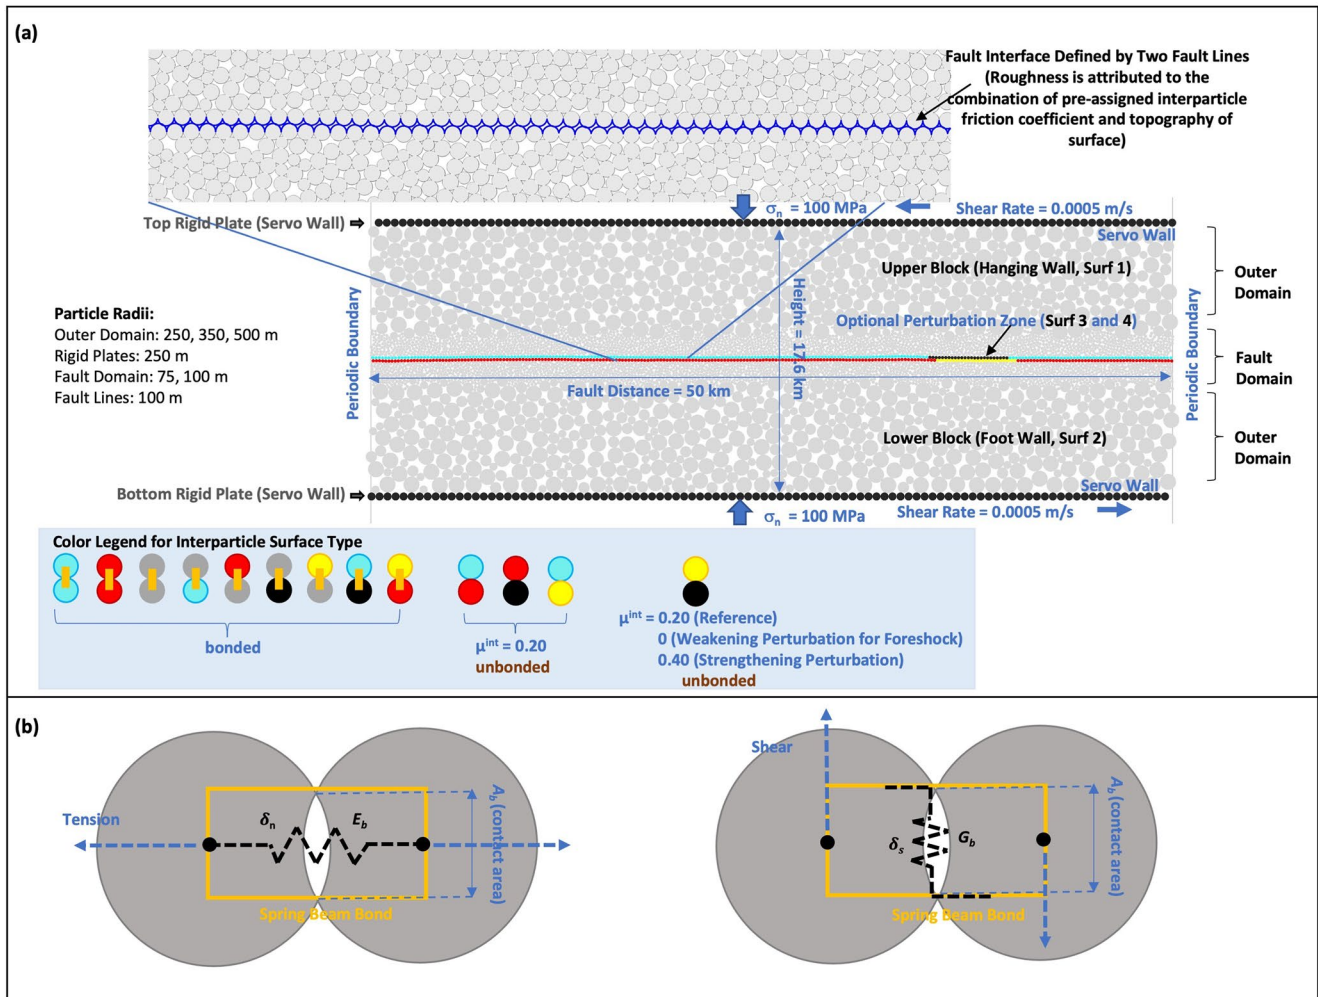 (a)
Fault Interface Defined by Two Fault Lines
(Roughness is attributed to the
combination of pre-assigned interparticle
friction coefficient and topography of
surface)
σn = 100 MPa
Shear Rate = 0.0005 m/s
Top Rigid Plate (Servo Wall)
Servo Wall
Upper Block (Hanging Wall, Surf 1)
Outer
Domain
Height = 17.6 km
Periodic Boundary
Periodic Boundary
Particle Radii:
Outer Domain: 250, 350, 500 m
Rigid Plates: 250 m
Fault Domain: 75, 100 m
Fault Lines: 100 m
Optional Perturbation Zone (Surf 3 and 4)
Fault
Domain
Fault Distance = 50 km
Lower Block (Foot Wall, Surf 2)
Outer
Domain
Bottom Rigid Plate (Servo Wall)
Servo Wall
σn = 100 MPa
Shear Rate = 0.0005 m/s
Color Legend for Interparticle Surface Type
bonded
μint = 0.20
unbonded
μint = 0.20 (Reference)
0 (Weakening Perturbation for Foreshock)
0.40 (Strengthening Perturbation)
unbonded
(b)
Tension
δn
Eb
Ab (contact area)
Spring Beam Bond
Shear
δs
Gb
Ab (contact area)
Spring Beam Bond